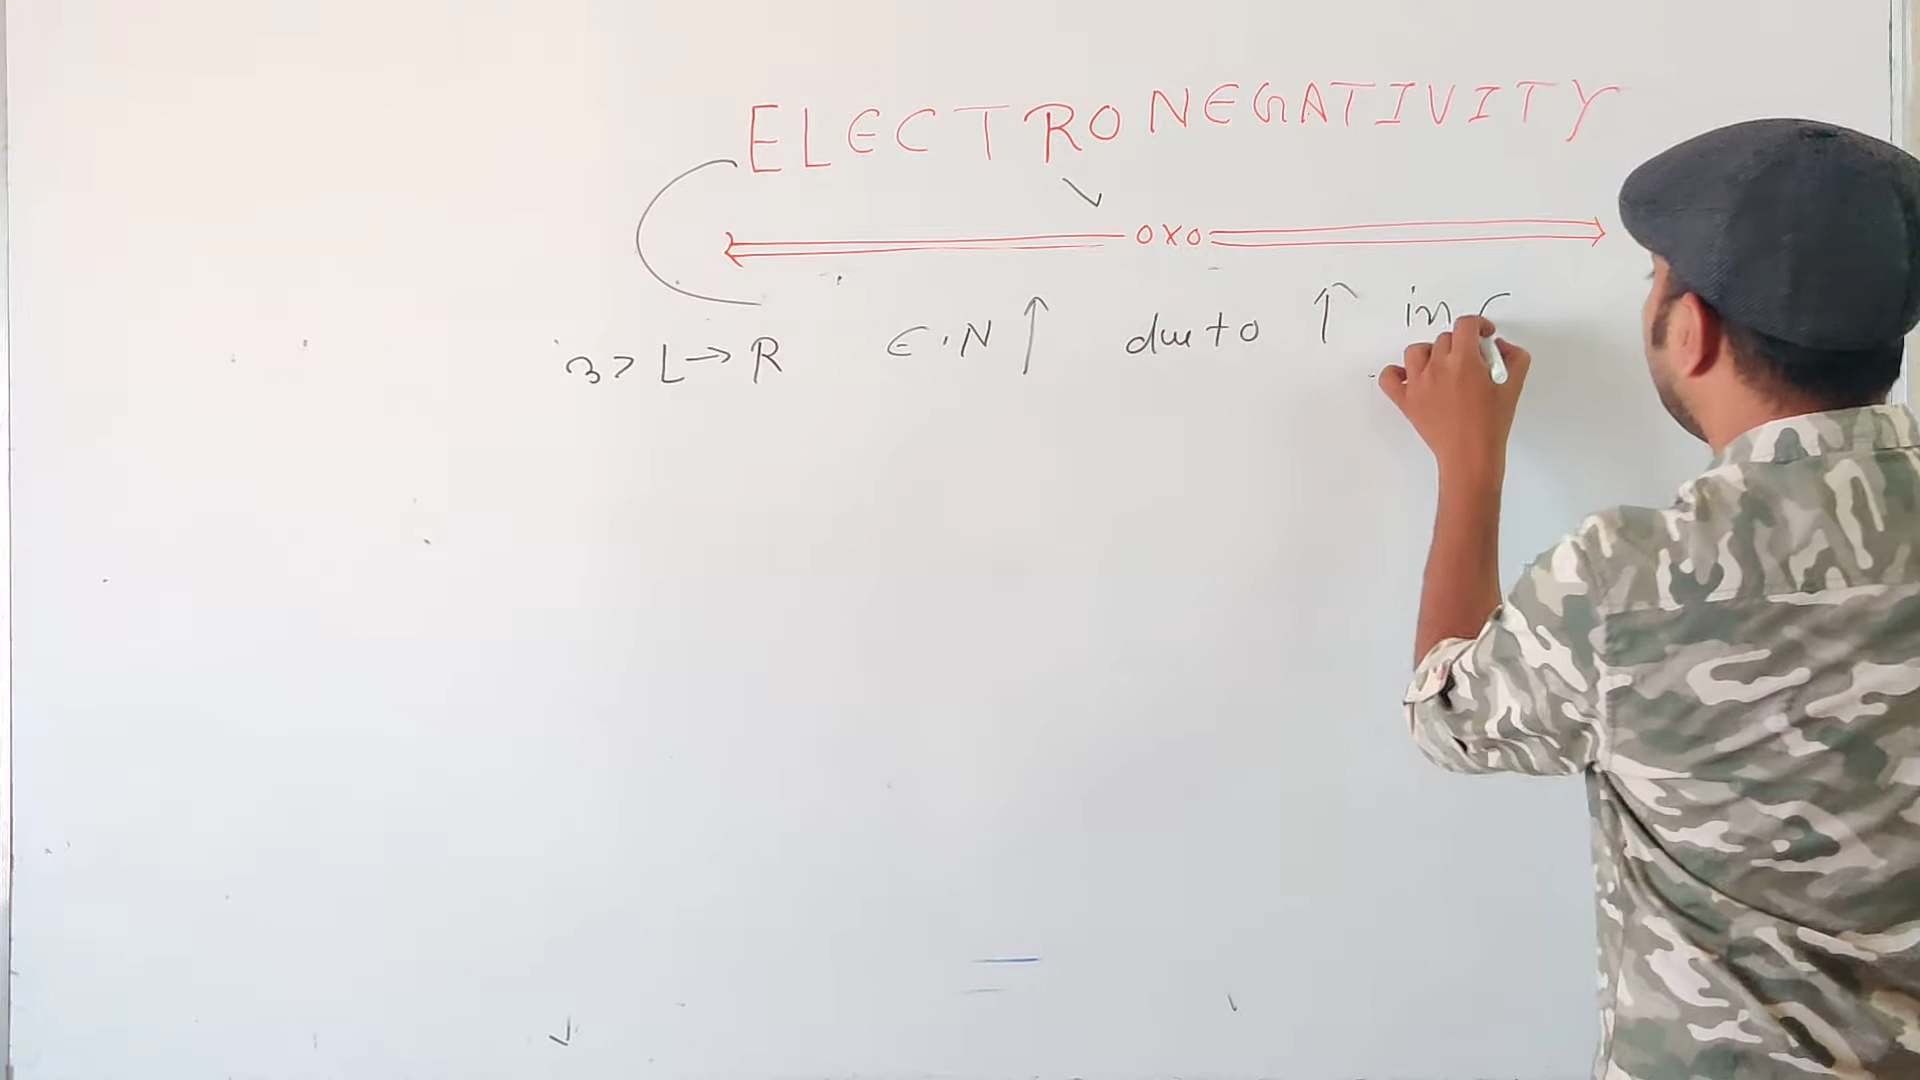 ELECTRONEGATIVITY
OXO
3> L→R E.N ↑ due to ↑ in